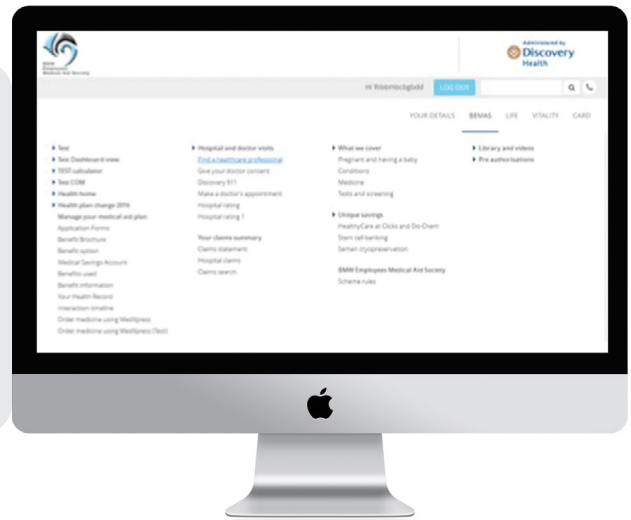 BMW
Employees
Medical Aid Society
Administered by
Discovery
Health
Hi
LOG OUT
YOUR DETAILS BEMAS LIFE VITALITY CARD
Test
Test Dashboard view
TEST calculator
Test COM
Health home
Health plan change 2016
Manage your medical aid plan
Application Forms
Benefit Brochure
Benefit option
Medical Savings Account
Benefits used
Benefit information
Your Health Record
Interaction timeline
Order medicine using MedXpress
Order medicine using MedXpress (Test)
Hospital and doctor visits
Find a healthcare professional
Give your doctor consent
Discovery 911
Make a doctor's appointment
Hospital rating
Hospital rating 1
Your claims summary
Claims statement
Hospital claims
Claims search
What we cover
Pregnant and having a baby
Conditions
Medicine
Tests and screening
Unique savings
HealthyCare at Clicks and Dis-Chem
Stem cell banking
Semen cryopreservation
BMW Employees Medical Aid Society
Scheme rules
Library and videos
Pre authorisations